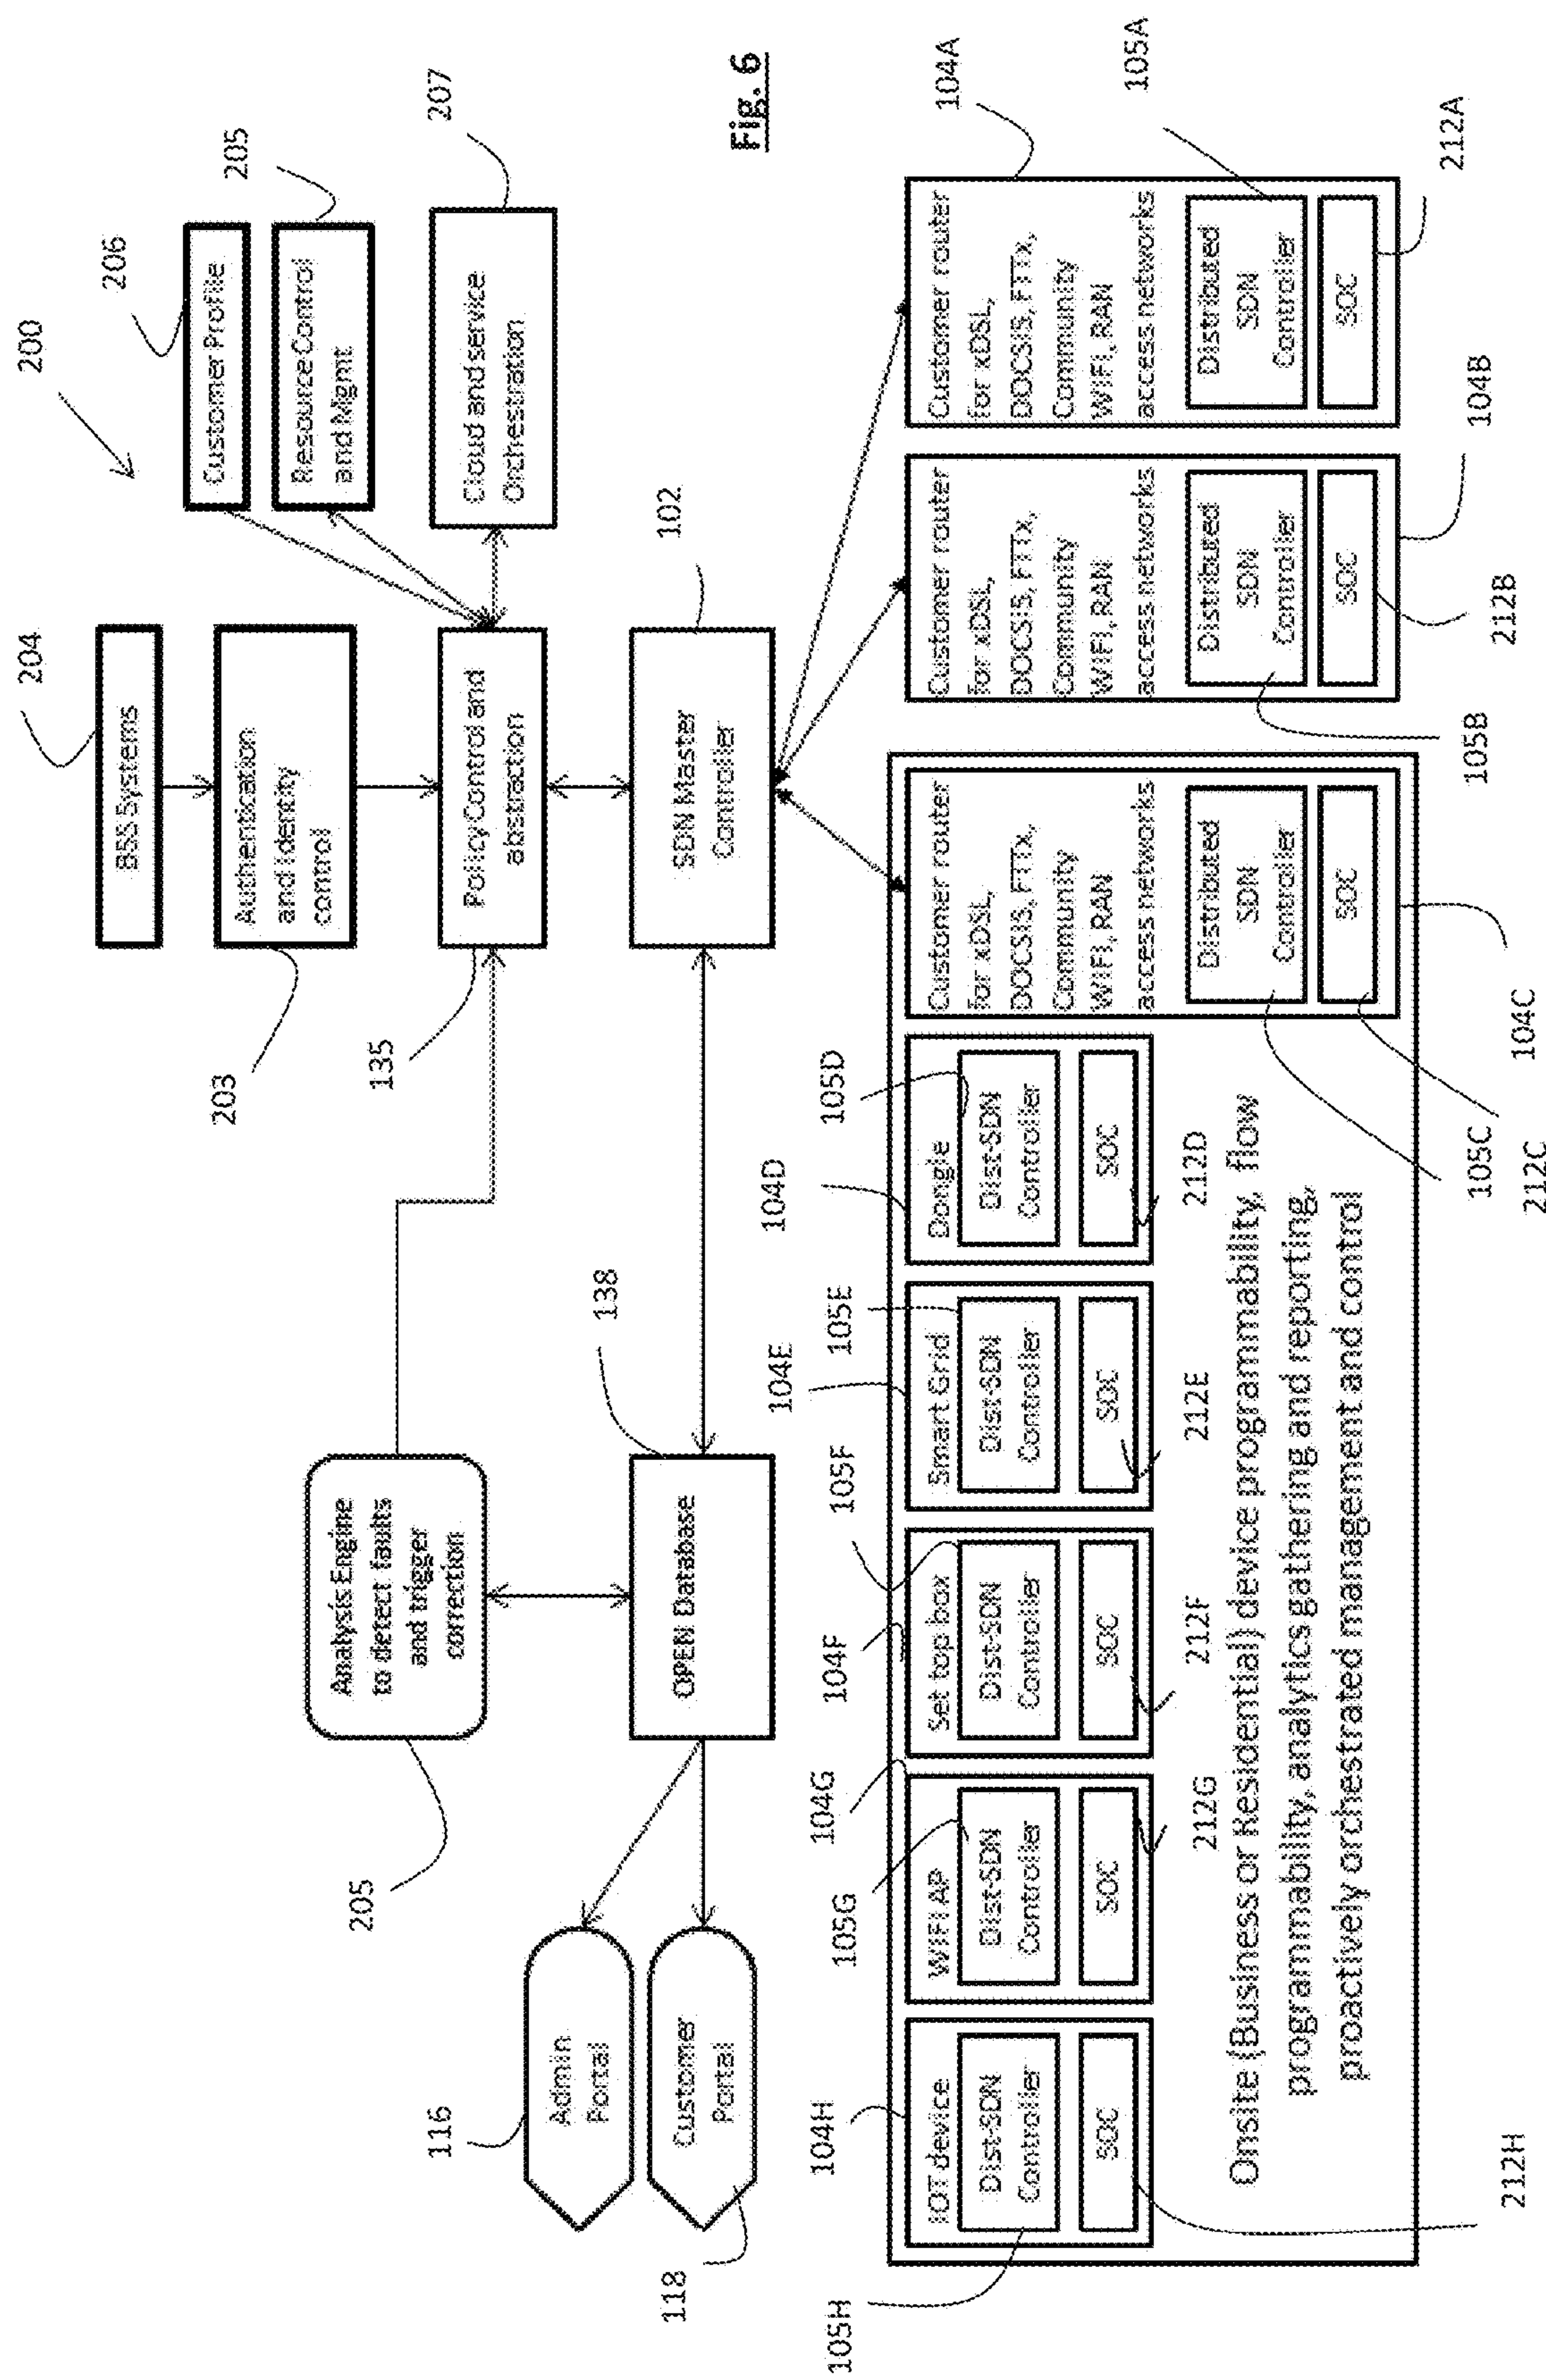 200
204
BSS Systems
206
Customer Profile
205
Resource Control
and Mgmt
207
Cloud and service
Orchestration
Authentication
and identity
control
203
Policy Control and
abstraction
135
Analysis Engine
to detect faults
and trigger
correction
205
SDN Master
Controller
102
OPEN Database
138
Admin
Portal
116
Customer
Portal
118
Fig. 6
IOT device
Dist-SDN
Controller
SOC
104H
105H
212H
WIFI AP
Dist-SDN
Controller
SOC
104G
105G
212G
Set top box
Dist-SDN
Controller
SOC
104F
105F
212F
Smart Grid
Dist-SDN
Controller
SOC
104E
105E
212E
Dongle
Dist-SDN
Controller
SOC
104D
105D
212D
Customer router
for xDSL,
DOCSIS, FTTx,
Community
WIFI, RAN
access networks
Distributed
SDN
Controller
SOC
105C
212C
104C
Customer router
for xDSL,
DOCSIS, FTTx,
Community
WIFI, RAN
access networks
Distributed
SDN
Controller
SOC
105B
212B
104B
Customer router
for xDSL,
DOCSIS, FTTx,
Community
WIFI, RAN
access networks
Distributed
SDN
Controller
SOC
104A
105A
212A
Onsite (Business or Residential) device programmability, flow
programmability, analytics gathering and reporting,
proactively orchestrated management and control